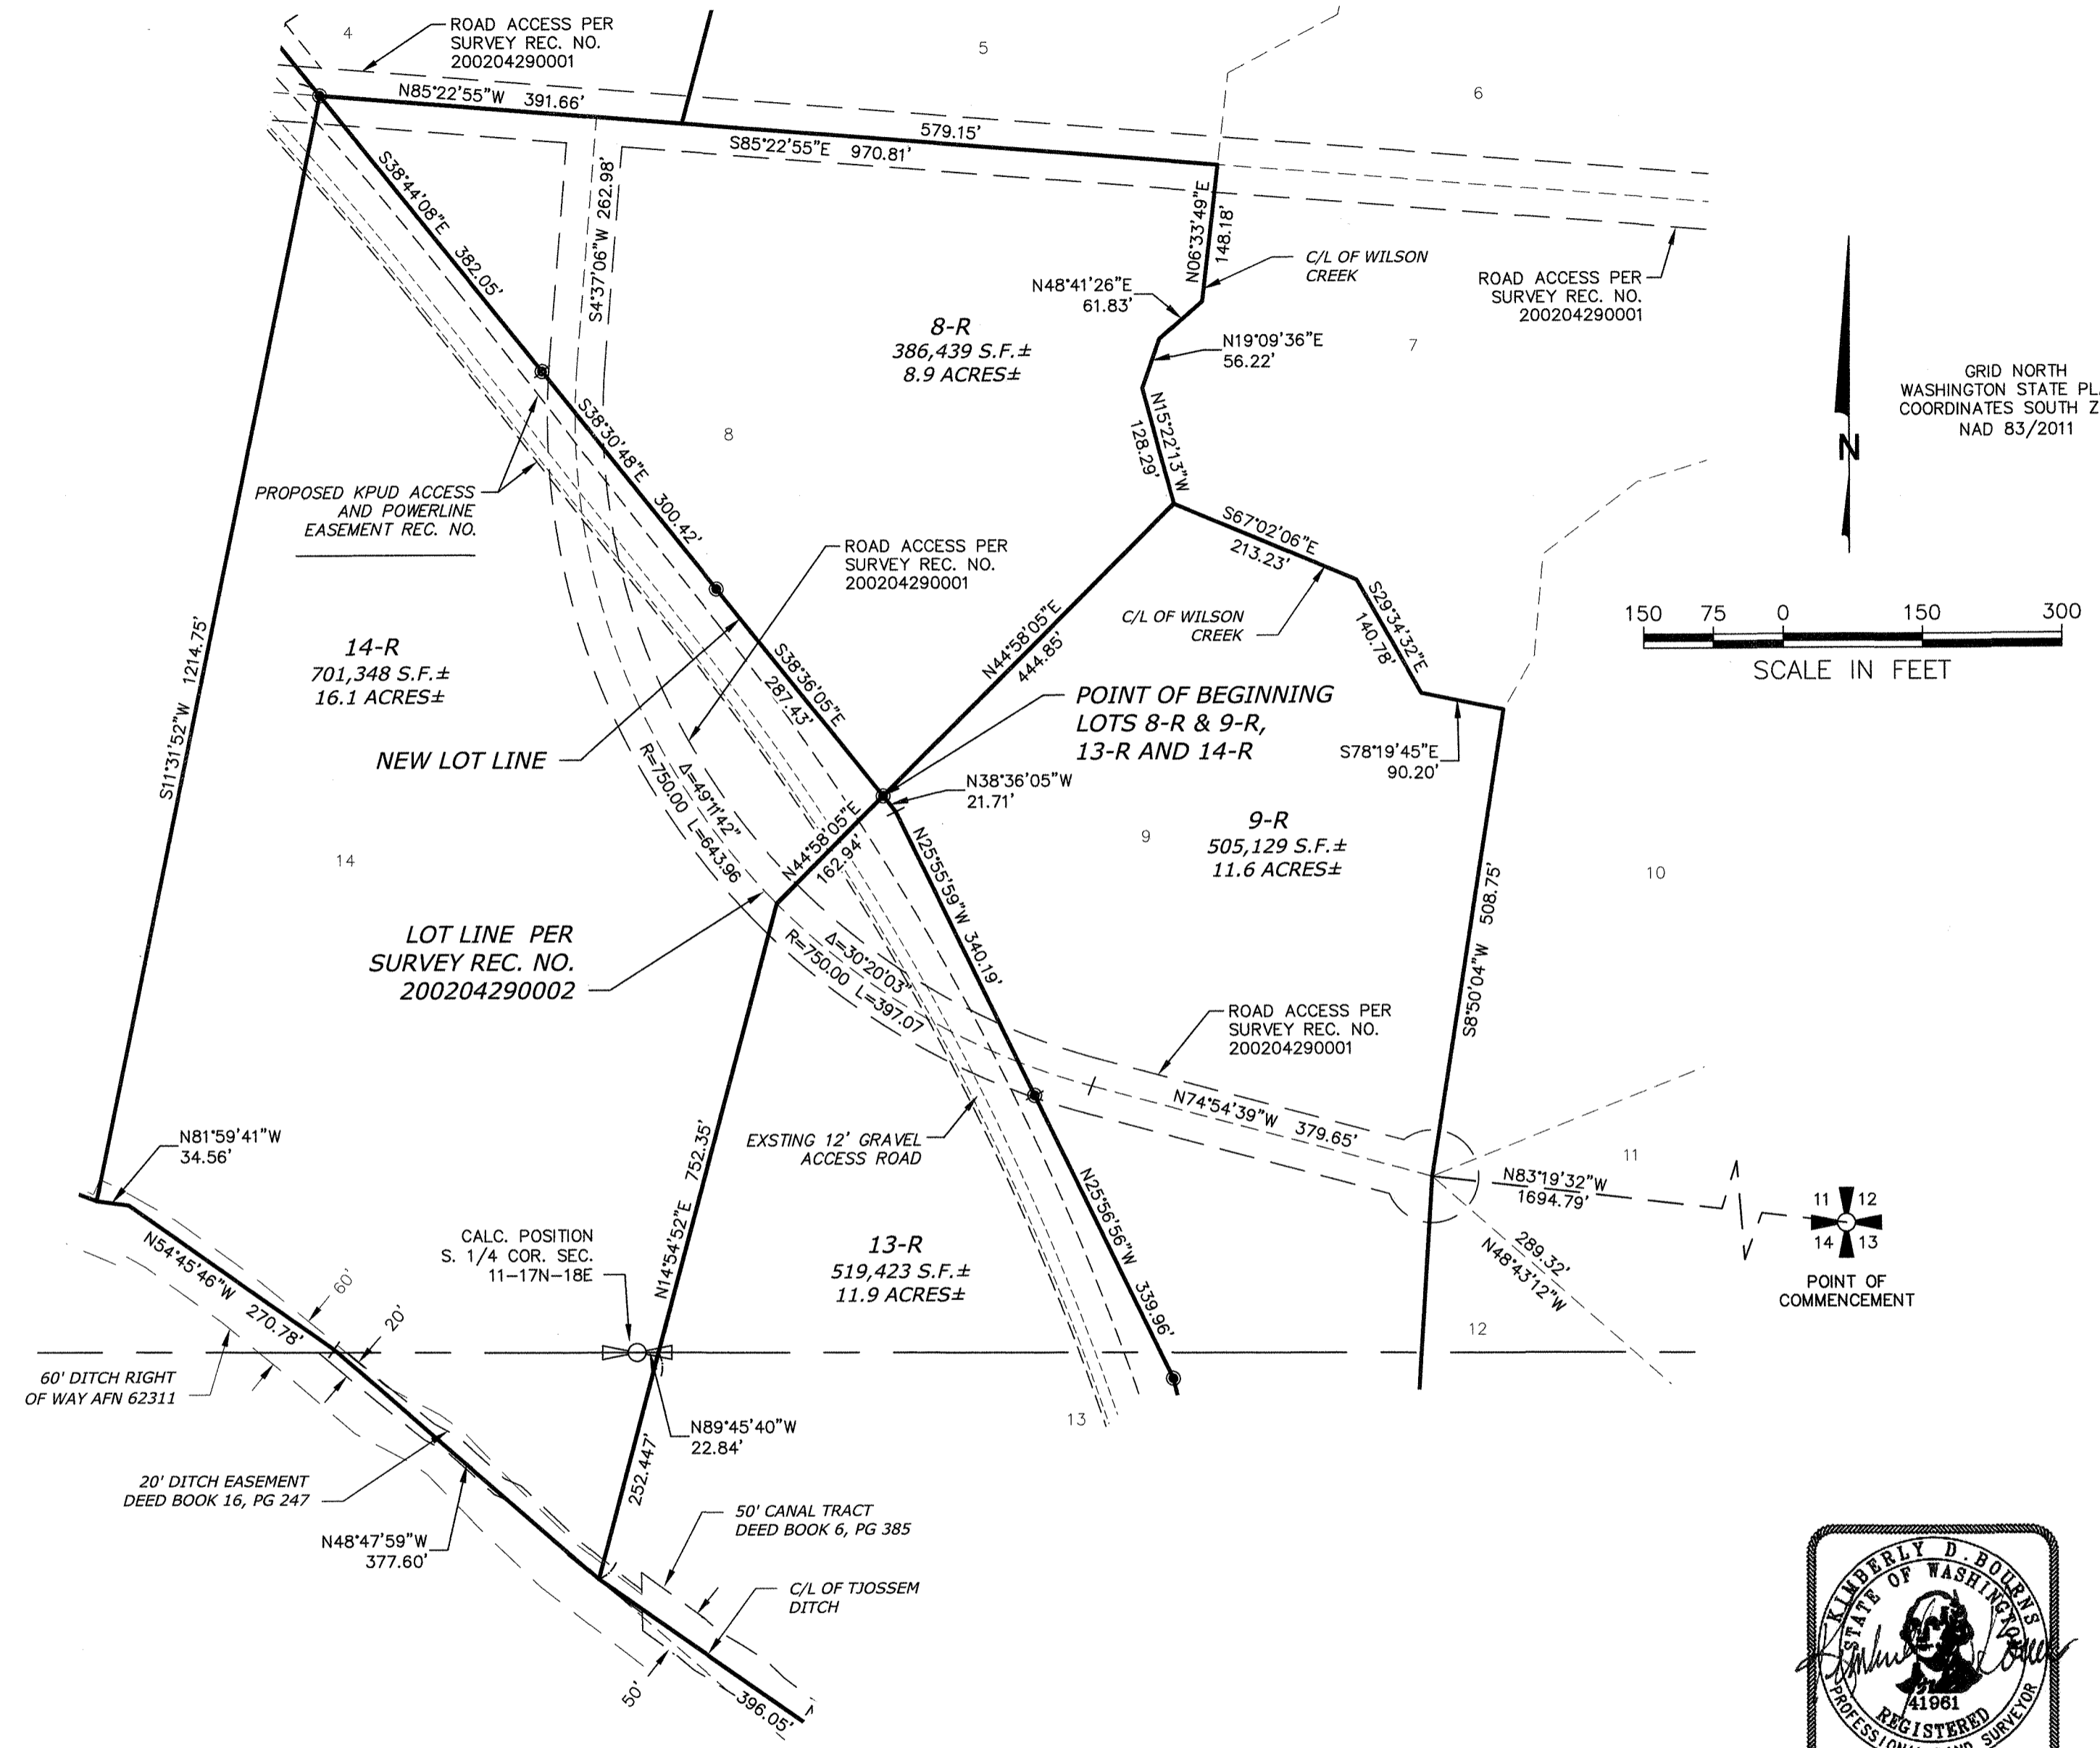 4
ROAD ACCESS PER
SURVEY REC. NO.
200204290001
5
6
N85°22'55"W 391.66'
579.15'
S85°22'55"E 970.81'
S38°44'08"E 382.05'
S4°37'06"W 262.98'
N06°33'49"E
148.18'
C/L OF WILSON
CREEK
N48°41'26"E
61.83'
ROAD ACCESS PER
SURVEY REC. NO.
200204290001
8-R
386,439 S.F.±
8.9 ACRES±
N19°09'36"E
56.22'
7
GRID NORTH
WASHINGTON STATE PL
COORDINATES SOUTH Z
NAD 83/2011
N
8
N15°22'13"W
128.29'
S38°30'48"E 300.42'
PROPOSED KPUD ACCESS
AND POWERLINE
EASEMENT REC. NO.
S67°02'06"E
213.23'
ROAD ACCESS PER
SURVEY REC. NO.
200204290001
S29°34'32"E
140.78'
C/L OF WILSON
CREEK
150 75 0 150 300
SCALE IN FEET
N44°58'05"E
444.85'
14-R
701,348 S.F.±
16.1 ACRES±
S11°31'52"W 1214.75'
S38°36'05"E
287.43'
POINT OF BEGINNING
LOTS 8-R & 9-R,
13-R AND 14-R
NEW LOT LINE
S78°19'45"E
90.20'
N38°36'05"W
21.71'
Δ=49°11'42"
R=750.00 L=643.96
9
9-R
505,129 S.F.±
11.6 ACRES±
14
N44°58'05"E
162.94'
10
N25°55'59"W 340.19'
S8°50'04"W 508.75'
LOT LINE PER
SURVEY REC. NO.
200204290002
Δ=30°20'03"
R=750.00 L=397.07
ROAD ACCESS PER
SURVEY REC. NO.
200204290001
N74°54'39"W 379.65'
EXSTING 12' GRAVEL
ACCESS ROAD
N81°59'41"W
34.56'
11
N83°19'32"W
1694.79'
11 12
14 13
POINT OF
COMMENCEMENT
N14°54'52"E 752.35'
N25°56'56"W 339.96'
289.32'
N48°43'12"W
CALC. POSITION
S. 1/4 COR. SEC.
11-17N-18E
13-R
519,423 S.F.±
11.9 ACRES±
N54°45'46"W 270.78'
60'
20'
12
60' DITCH RIGHT
OF WAY AFN 62311
13
N89°45'40"W
22.84'
252.447'
20' DITCH EASEMENT
DEED BOOK 16, PG 247
N48°47'59"W
377.60'
50' CANAL TRACT
DEED BOOK 6, PG 385
C/L OF TJOSSEM
DITCH
50'
396.05'
KIMBERLY D. BOURNS
STATE OF WASHINGTON
41961
REGISTERED
PROFESSIONAL LAND SURVEYOR